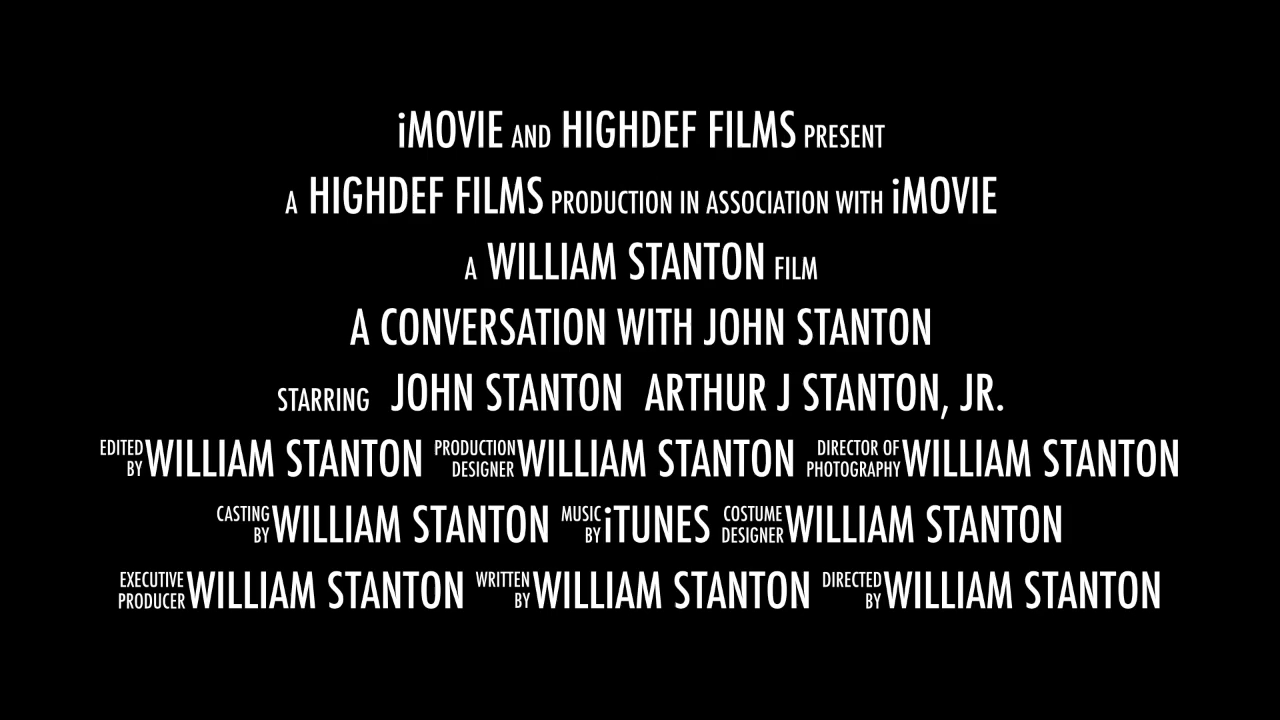 iMOVIE AND HIGHDEF FILMS PRESENT
A HIGHDEF FILMS PRODUCTION IN ASSOCIATION WITH iMOVIE
A WILLIAM STANTON FILM
A CONVERSATION WITH JOHN STANTON
STARRING JOHN STANTON ARTHUR J STANTON, JR.
EDITED BY WILLIAM STANTON PRODUCTION DESIGNER WILLIAM STANTON DIRECTOR OF PHOTOGRAPHY WILLIAM STANTON
CASTING BY WILLIAM STANTON MUSIC BY iTUNES COSTUME DESIGNER WILLIAM STANTON
EXECUTIVE PRODUCER WILLIAM STANTON WRITTEN BY WILLIAM STANTON DIRECTED BY WILLIAM STANTON